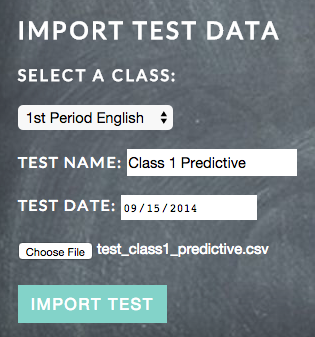 IMPORT TEST DATA
SELECT A CLASS:
1st Period English
TEST NAME: Class 1 Predictive
TEST DATE: 09/15/2014
Choose File test_class1_predictive.csv
IMPORT TEST